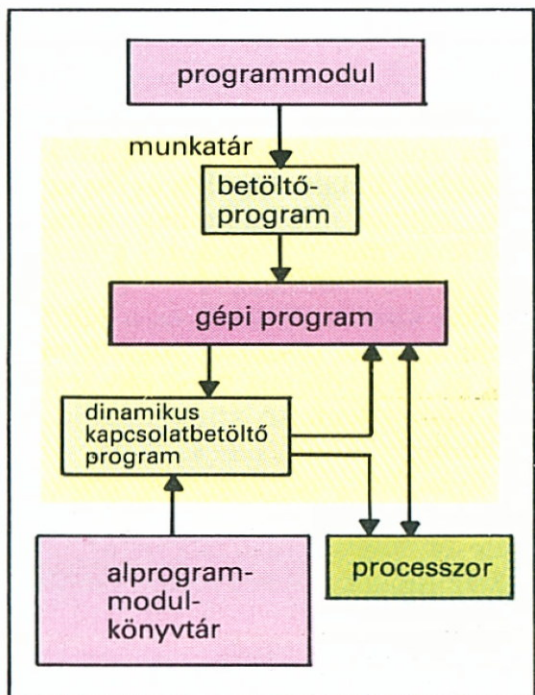 programmodul
munkatár
betöltő-
program
gépi program
dinamikus
kapcsolatbetöltő
program
alprogram-
modul-
könyvtár
processzor